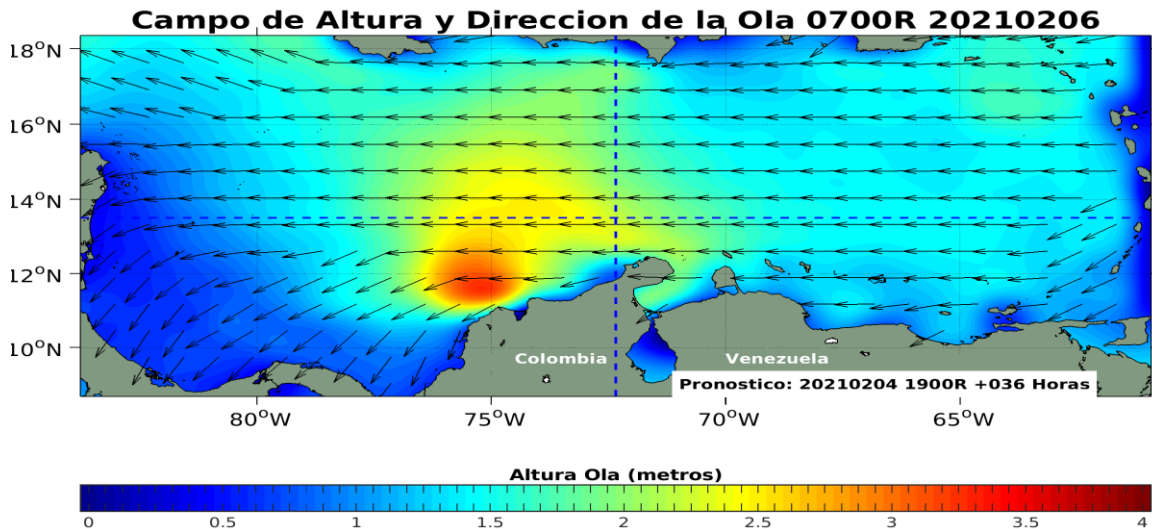 Campo de Altura y Direccion de la Ola 0700R 20210206
18°N
16°N
14°N
12°N
10°N
Colombia
Venezuela
Pronostico: 20210204 1900R +036 Horas
80°W
75°W
70°W
65°W
Altura Ola (metros)
0 0.5 1 1.5 2 2.5 3 3.5 4